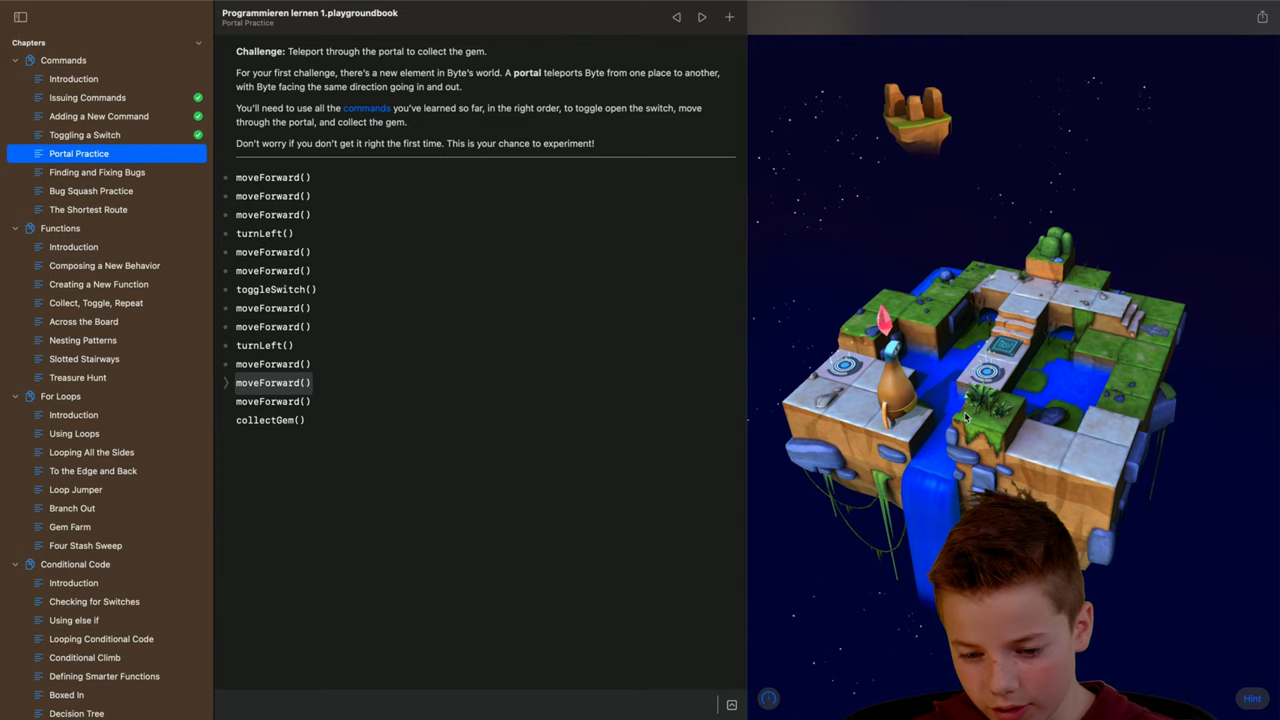 Programmieren lernen 1.playgroundbook
Portal Practice
Chapters
Commands
Introduction
Issuing Commands
Adding a New Command
Toggling a Switch
Portal Practice
Finding and Fixing Bugs
Bug Squash Practice
The Shortest Route
Functions
Introduction
Composing a New Behavior
Creating a New Function
Collect, Toggle, Repeat
Across the Board
Nesting Patterns
Slotted Stairways
Treasure Hunt
For Loops
Introduction
Using Loops
Looping All the Sides
To the Edge and Back
Loop Jumper
Branch Out
Gem Farm
Four Stash Sweep
Conditional Code
Introduction
Checking for Switches
Using else if
Looping Conditional Code
Conditional Climb
Defining Smarter Functions
Boxed In
Decision Tree
Challenge: Teleport through the portal to collect the gem.
For your first challenge, there's a new element in Byte's world. A portal teleports Byte from one place to another,
with Byte facing the same direction going in and out.
You'll need to use all the commands you've learned so far, in the right order, to toggle open the switch, move
through the portal, and collect the gem.
Don't worry if you don't get it right the first time. This is your chance to experiment!
moveForward()
moveForward()
moveForward()
turnLeft()
moveForward()
moveForward()
toggleSwitch()
moveForward()
moveForward()
turnLeft()
moveForward()
moveForward()
moveForward()
collectGem()
Hint